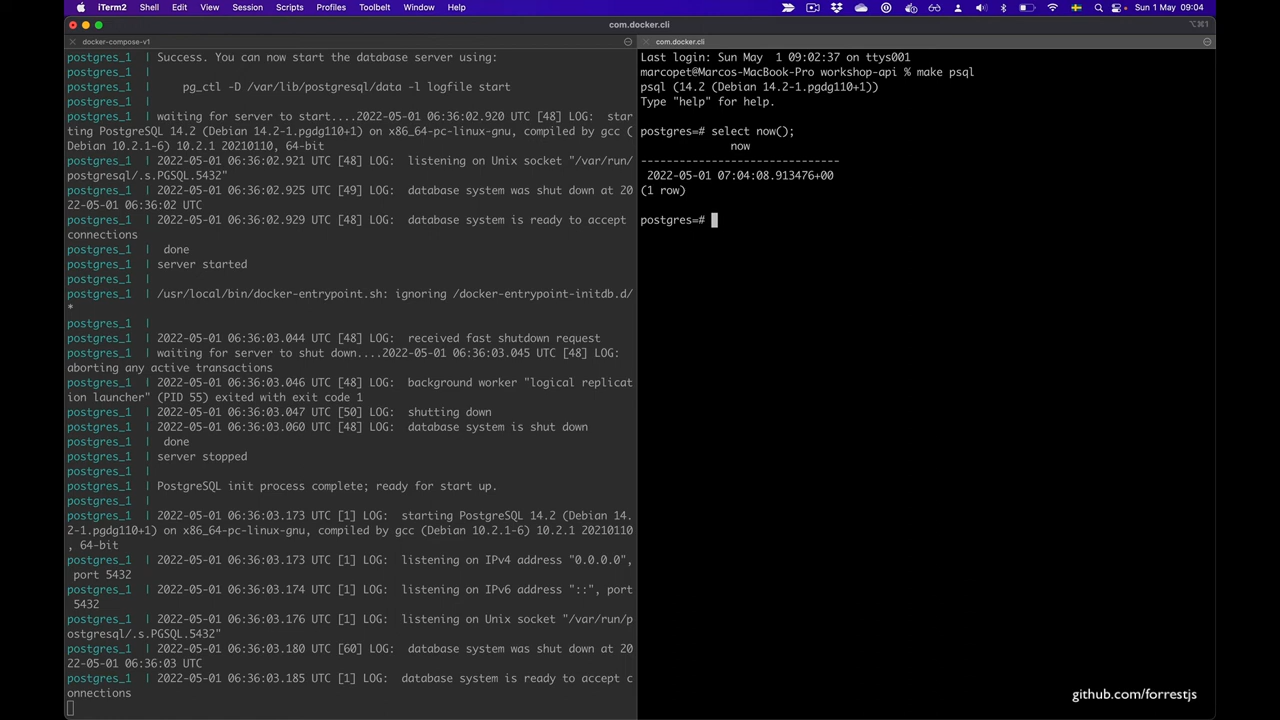 iTerm2 Shell Edit View Session Scripts Profiles Toolbelt Window Help Sun 1 May 09:04
com.docker.cli ⌥⌘1
docker-compose-v1
postgres_1 | Success. You can now start the database server using:
postgres_1 |
postgres_1 | pg_ctl -D /var/lib/postgresql/data -l logfile start
postgres_1 |
postgres_1 | waiting for server to start....2022-05-01 06:36:02.920 UTC [48] LOG: star
ting PostgreSQL 14.2 (Debian 14.2-1.pgdg110+1) on x86_64-pc-linux-gnu, compiled by gcc (
Debian 10.2.1-6) 10.2.1 20210110, 64-bit
postgres_1 | 2022-05-01 06:36:02.921 UTC [48] LOG: listening on Unix socket "/var/run/
postgresql/.s.PGSQL.5432"
postgres_1 | 2022-05-01 06:36:02.925 UTC [49] LOG: database system was shut down at 20
22-05-01 06:36:02 UTC
postgres_1 | 2022-05-01 06:36:02.929 UTC [48] LOG: database system is ready to accept
connections
postgres_1 | done
postgres_1 | server started
postgres_1 |
postgres_1 | /usr/local/bin/docker-entrypoint.sh: ignoring /docker-entrypoint-initdb.d/
*
postgres_1 |
postgres_1 | 2022-05-01 06:36:03.044 UTC [48] LOG: received fast shutdown request
postgres_1 | waiting for server to shut down....2022-05-01 06:36:03.045 UTC [48] LOG:
aborting any active transactions
postgres_1 | 2022-05-01 06:36:03.046 UTC [48] LOG: background worker "logical replicat
ion launcher" (PID 55) exited with exit code 1
postgres_1 | 2022-05-01 06:36:03.047 UTC [50] LOG: shutting down
postgres_1 | 2022-05-01 06:36:03.060 UTC [48] LOG: database system is shut down
postgres_1 | done
postgres_1 | server stopped
postgres_1 |
postgres_1 | PostgreSQL init process complete; ready for start up.
postgres_1 |
postgres_1 | 2022-05-01 06:36:03.173 UTC [1] LOG: starting PostgreSQL 14.2 (Debian 14.
2-1.pgdg110+1) on x86_64-pc-linux-gnu, compiled by gcc (Debian 10.2.1-6) 10.2.1 20210110
, 64-bit
postgres_1 | 2022-05-01 06:36:03.173 UTC [1] LOG: listening on IPv4 address "0.0.0.0",
port 5432
postgres_1 | 2022-05-01 06:36:03.174 UTC [1] LOG: listening on IPv6 address "::", port
5432
postgres_1 | 2022-05-01 06:36:03.176 UTC [1] LOG: listening on Unix socket "/var/run/p
ostgresql/.s.PGSQL.5432"
postgres_1 | 2022-05-01 06:36:03.180 UTC [60] LOG: database system was shut down at 20
22-05-01 06:36:03 UTC
postgres_1 | 2022-05-01 06:36:03.185 UTC [1] LOG: database system is ready to accept c
onnections
com.docker.cli
Last login: Sun May 1 09:02:37 on ttys001
marcopet@Marcos-MacBook-Pro workshop-api % make psql
psql (14.2 (Debian 14.2-1.pgdg110+1))
Type "help" for help.
postgres=# select now();
now
-------------------------------
2022-05-01 07:04:08.913476+00
(1 row)
postgres=#
github.com/forrestjs